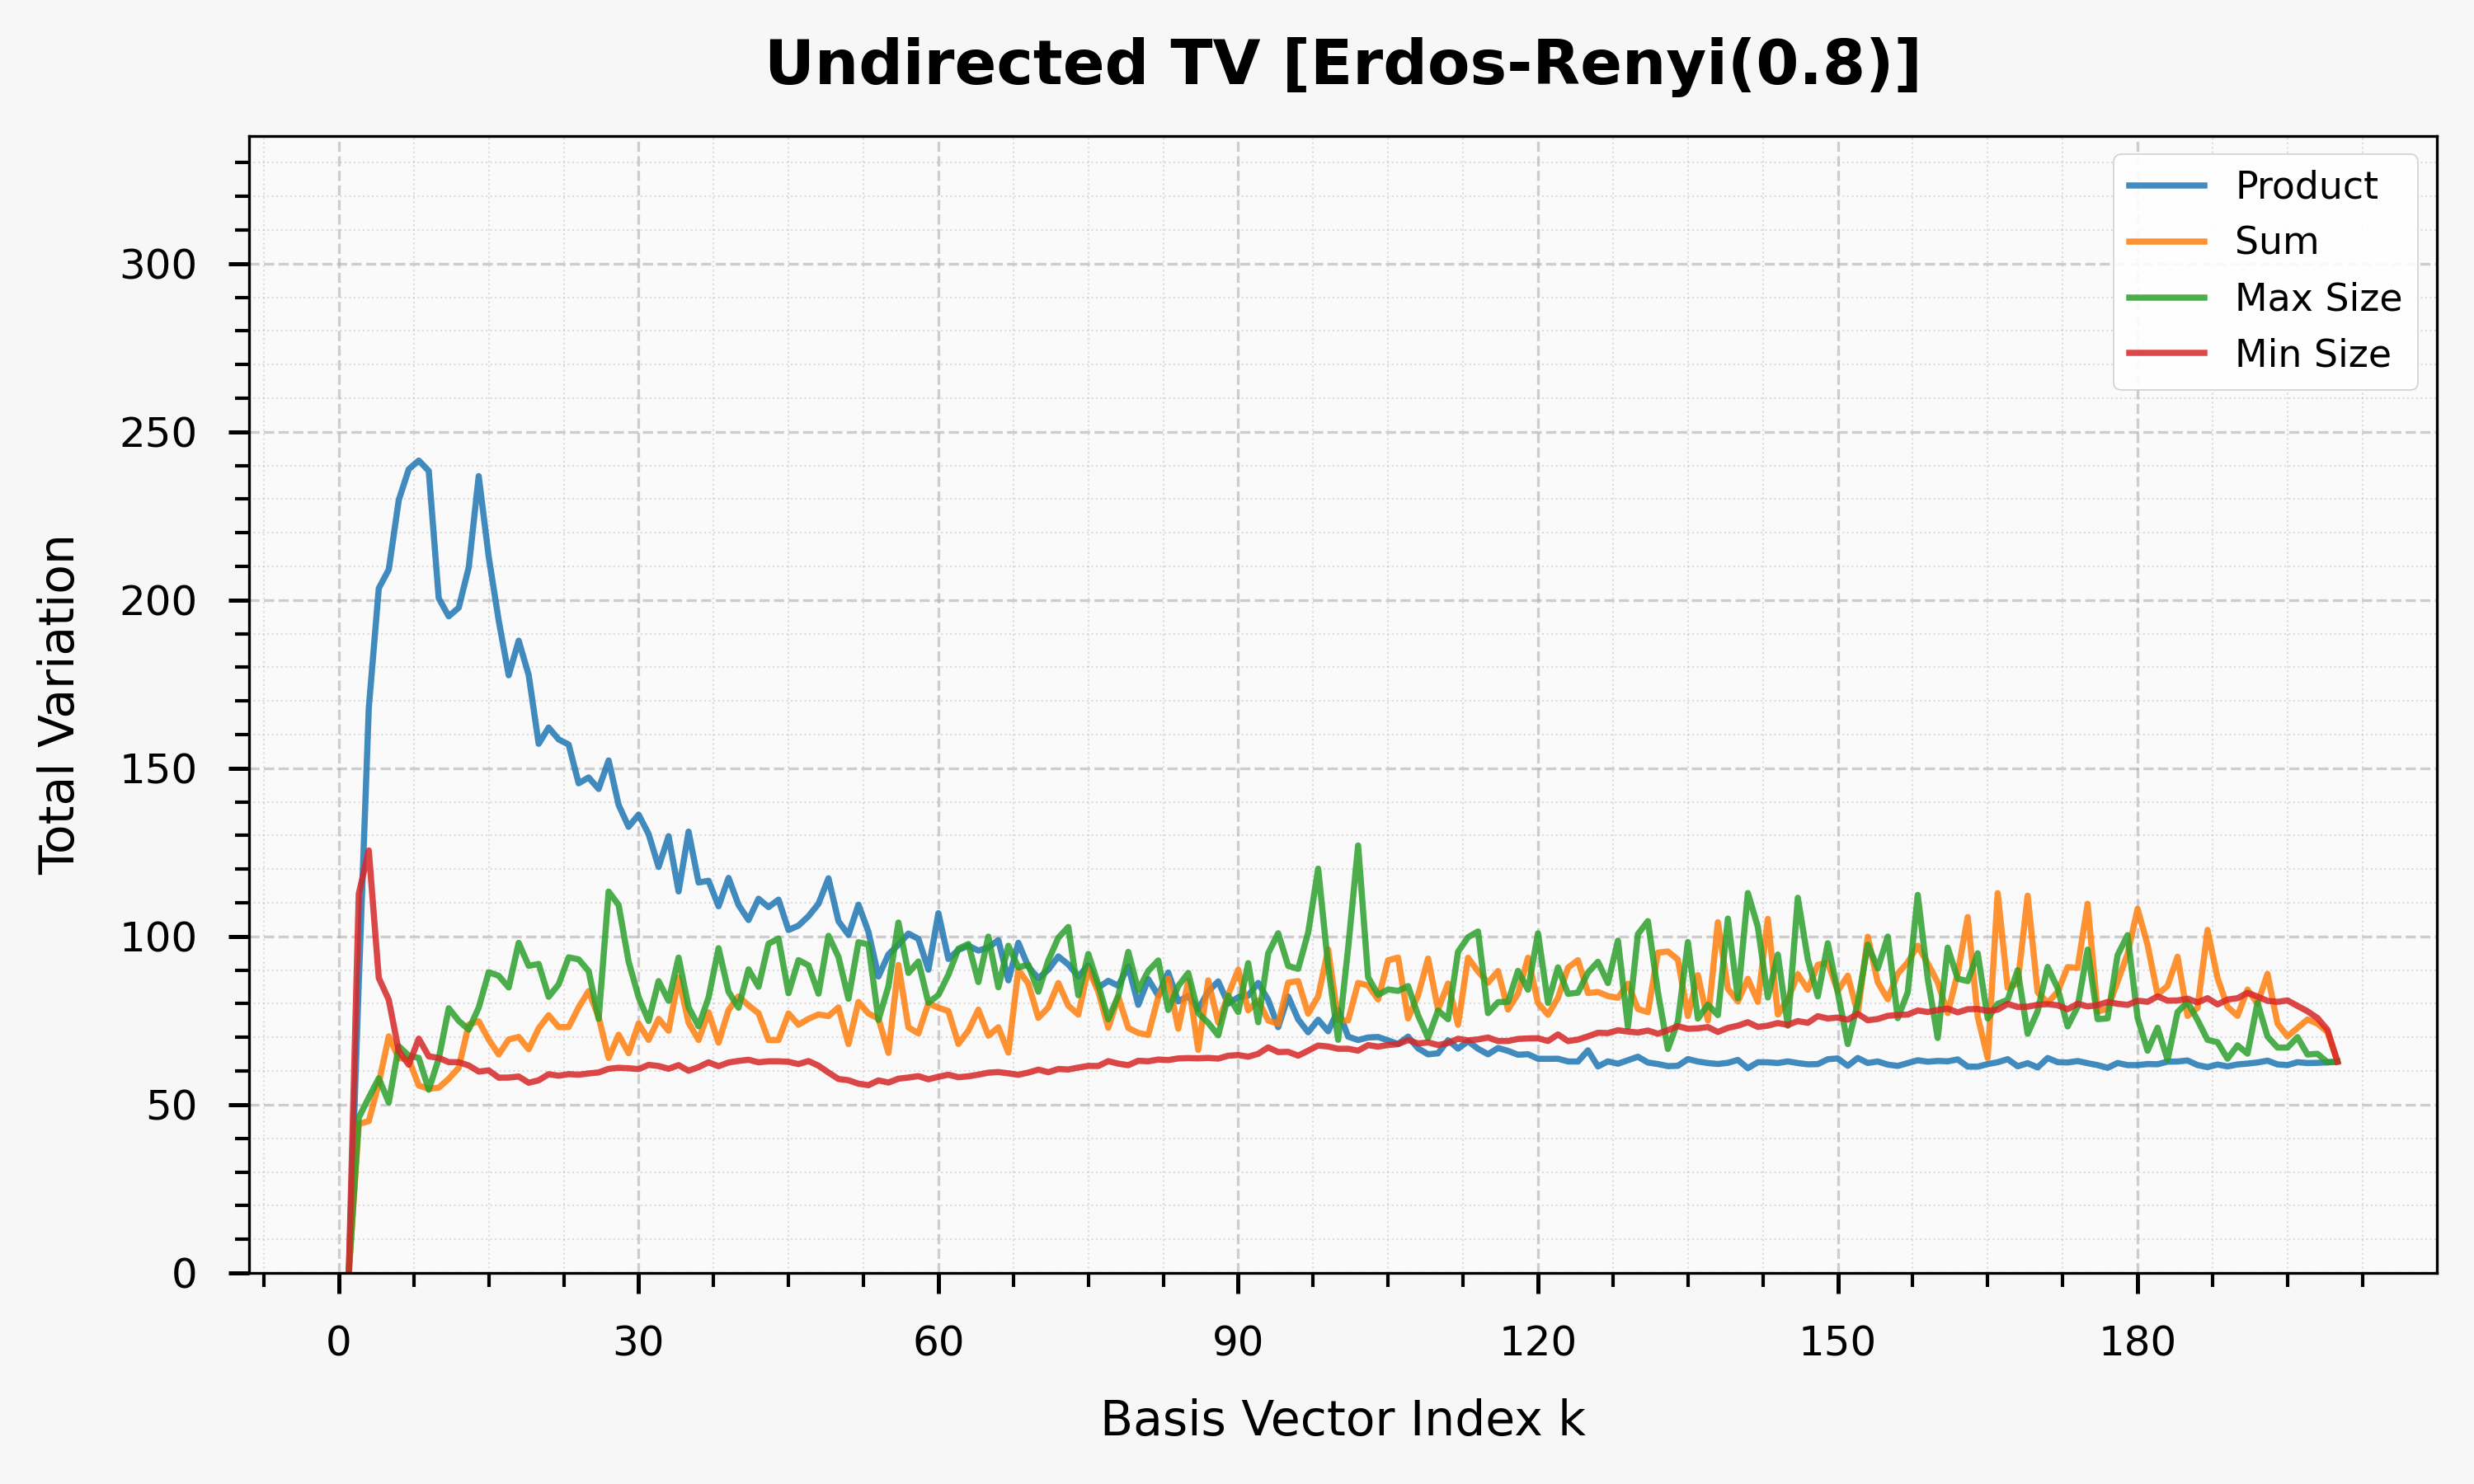 Undirected TV [Erdos-Renyi(0.8)]
Product
Sum
Max Size
Min Size
Total Variation
300
250
200
150
100
50
0
0 30 60 90 120 150 180
Basis Vector Index k